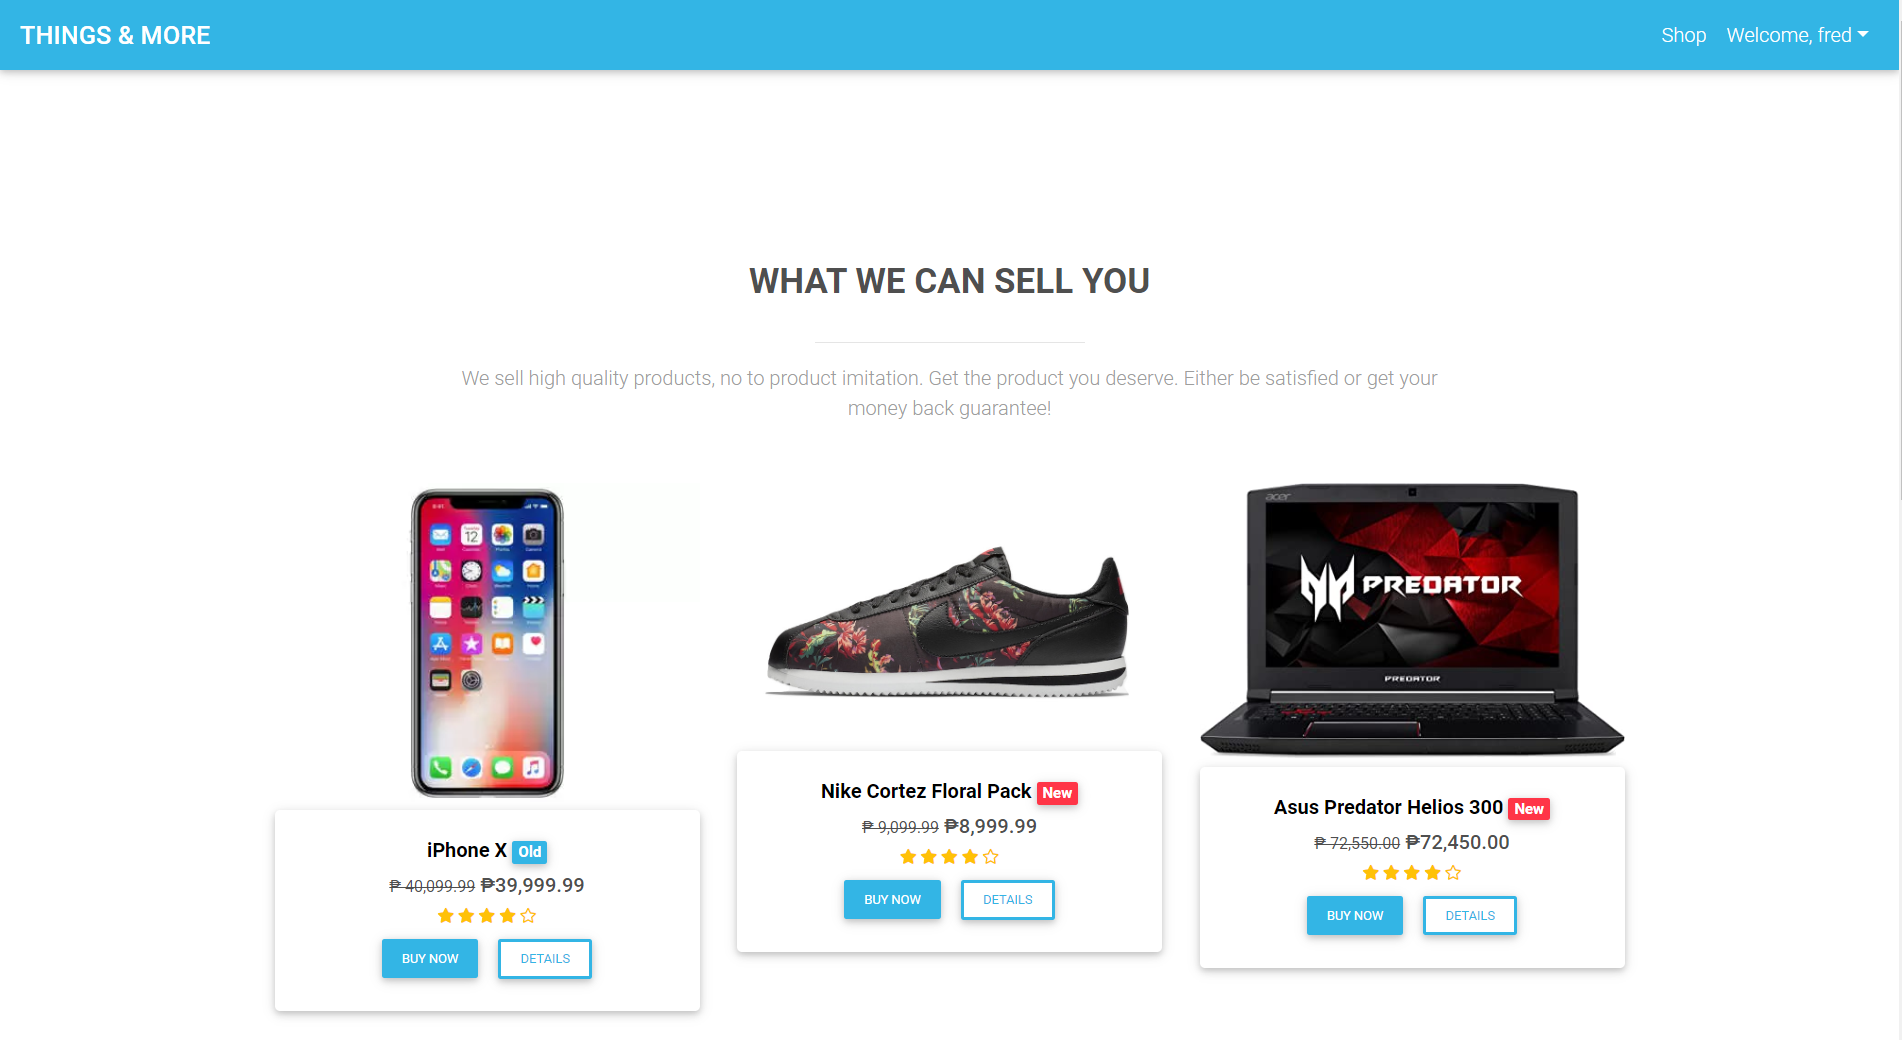 THINGS & MORE
Shop
Welcome, fred
WHAT WE CAN SELL YOU
We sell high quality products, no to product imitation. Get the product you deserve. Either be satisfied or get your
money back guarantee!
12
acer
PREDATOR
PREDATOR
iPhone X Old
₱ 40,099.99 ₱39,999.99
BUY NOW
DETAILS
Nike Cortez Floral Pack New
₱ 9,099.99 ₱8,999.99
BUY NOW
DETAILS
Asus Predator Helios 300 New
₱ 72,550.00 ₱72,450.00
BUY NOW
DETAILS